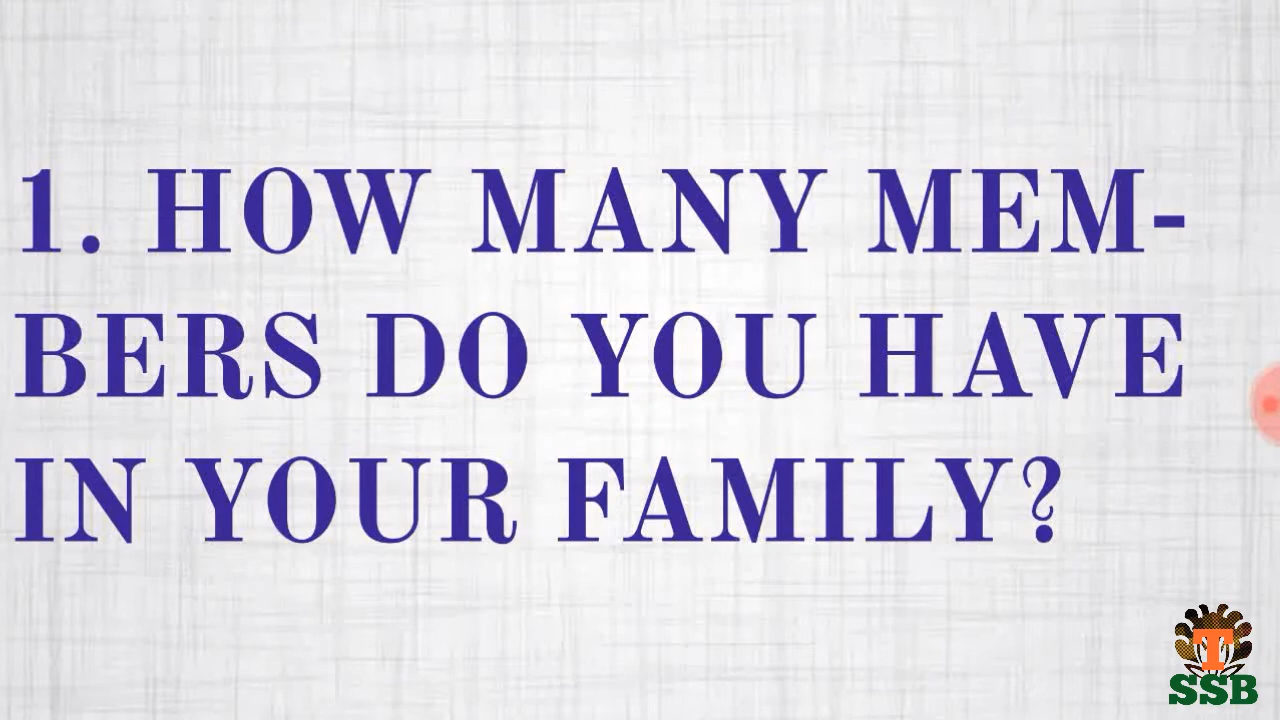 1. HOW MANY MEM-
BERS DO YOU HAVE
IN YOUR FAMILY?
T
SSB